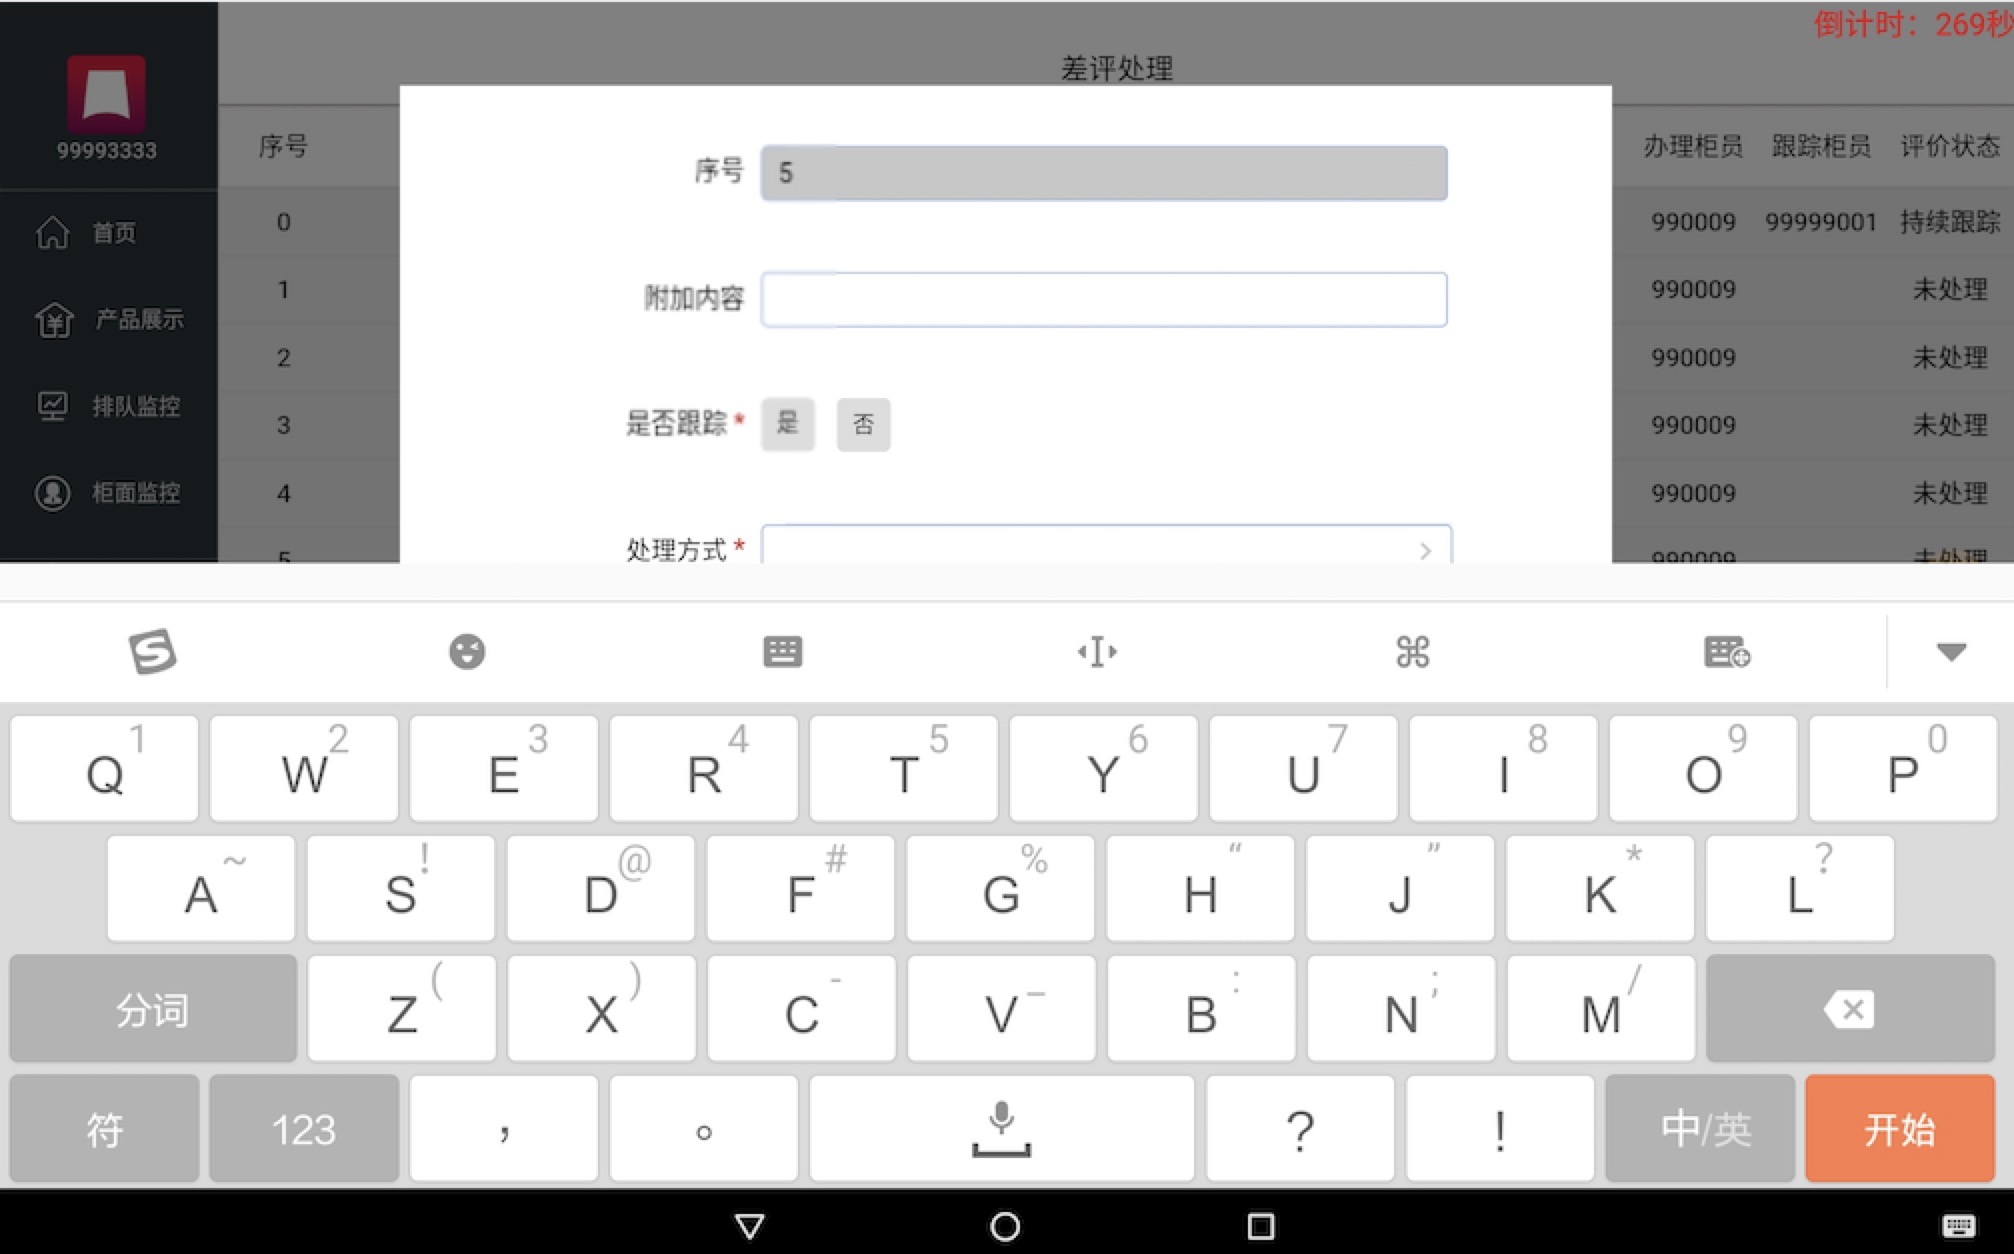 倒计时：269秒
差评处理
99993333
首页
产品展示
排队监控
柜面监控
序号 办理柜员 跟踪柜员 评价状态
0 990009 99999001 持续跟踪
1 990009 未处理
2 990009 未处理
3 990009 未处理
4 990009 未处理
5 990009 未处理
序号 5
附加内容
是否跟踪* 是 否
处理方式*
1 2 3 4 5 6 7 8 9 0
Q W E R T Y U I O P
~ ! @ # % “ ” * ?
A S D F G H J K L
( ) - _ : ; /
分词 Z X C V B N M
符 123 ， 。 ? ! 中/英 开始